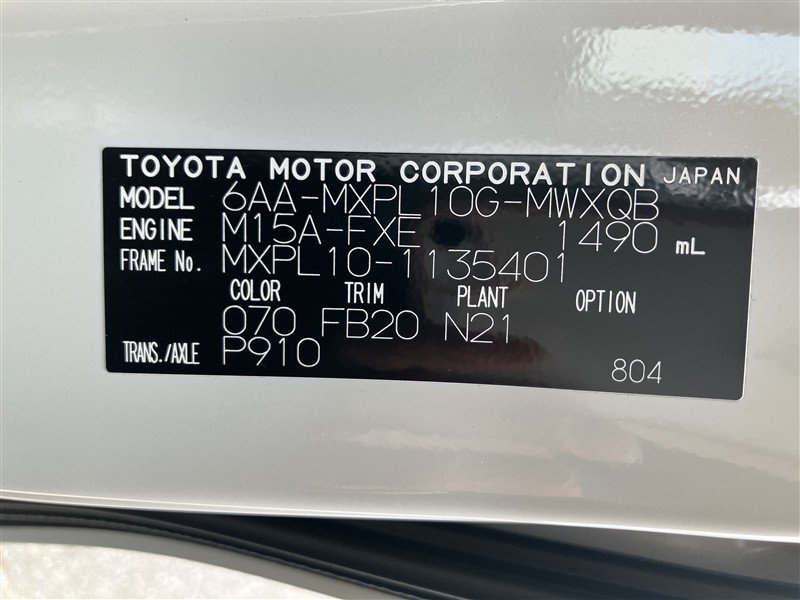 TOYOTA MOTOR CORPORATION JAPAN
MODEL 6AA-MXPL10G-MWXQB
ENGINE M15A-FXE 1490 mL
FRAME No. MXPL10-1135401
COLOR TRIM PLANT OPTION
070 FB20 N21
TRANS./AXLE P910
804